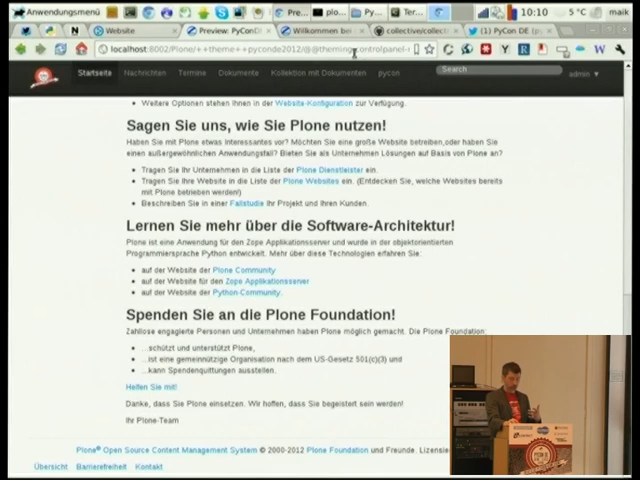 Anwendungsmenü
Pre...
plo...
Py...
Ter...
10:10
5 °C
maik
Website
Preview: PyConDE
Willkommen bei
collective/collec
PyCon DE (pyco
localhost:8002/Plone/++theme++pyconde2012/@@theming-controlpanel-
Startseite
Nachrichten
Termine
Dokumente
Kollektion mit Dokumenten
pycon
Search
admin ▼
• Weitere Optionen stehen Ihnen in der Website-Konfiguration zur Verfügung.
Sagen Sie uns, wie Sie Plone nutzen!
Haben Sie mit Plone etwas Interessantes vor? Möchten Sie eine große Website betreiben,oder haben Sie
einen außergewöhnlichen Anwendungsfall? Bieten Sie als Unternehmen Lösungen auf Basis von Plone an?
• Tragen Sie Ihr Unternehmen in die Liste der Plone Dienstleister ein.
• Tragen Sie Ihre Website in die Liste der Plone Websites ein. (Entdecken Sie, welche Websites bereits
mit Plone betrieben werden!)
• Beschreiben Sie in einer Fallstudie Ihr Projekt und Ihren Kunden.
Lernen Sie mehr über die Software-Architektur!
Plone ist eine Anwendung für den Zope Applikationsserver und wurde in der objektorientierten
Programmiersprache Python entwickelt. Mehr über diese Technologien erfahren Sie:
• auf der Website der Plone Community
• auf der Website für den Zope Applikationsserver
• auf der Website der Python-Community.
Spenden Sie an die Plone Foundation!
Zahllose engagierte Personen und Unternehmen haben Plone möglich gemacht. Die Plone Foundation:
• ...schützt und unterstützt Plone,
• ...ist eine gemeinnützige Organisation nach dem US-Gesetz 501(c)(3) und
• ...kann Spendenquittungen ausstellen.
Helfen Sie mit!
Danke, dass Sie Plone einsetzen. Wir hoffen, dass Sie begeistert sein werden!
Ihr Plone-Team
Plone® Open Source Content Management System © 2000-2012 Plone Foundation und Freunde. Lizensie
Übersicht
Barrierefreiheit
Kontakt